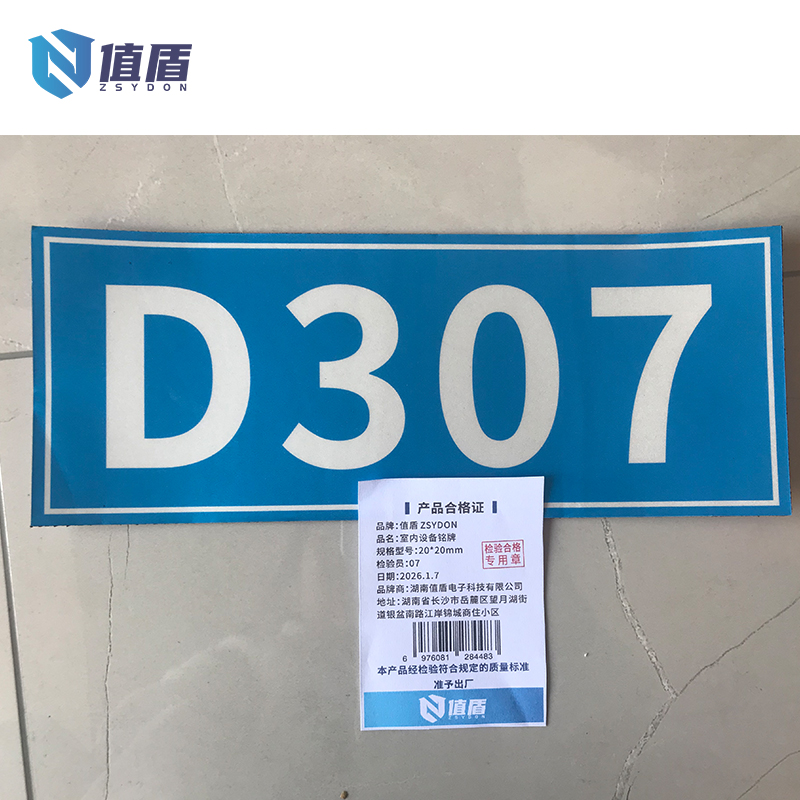 值盾
ZSYDON
D307
产品合格证
品牌:值盾 ZSYDON
品名:室内设备铭牌
规格型号:20*20mm
检验员:07
检验合格
专用章
日期:2026.1.7
品牌商:湖南值盾电子科技有限公司
地址:湖南省长沙市岳麓区望月湖街
道银盆南路江岸锦城商住小区
6 976081 284483
本产品经检验符合规定的质量标准
准予出厂
值盾
ZSYDON